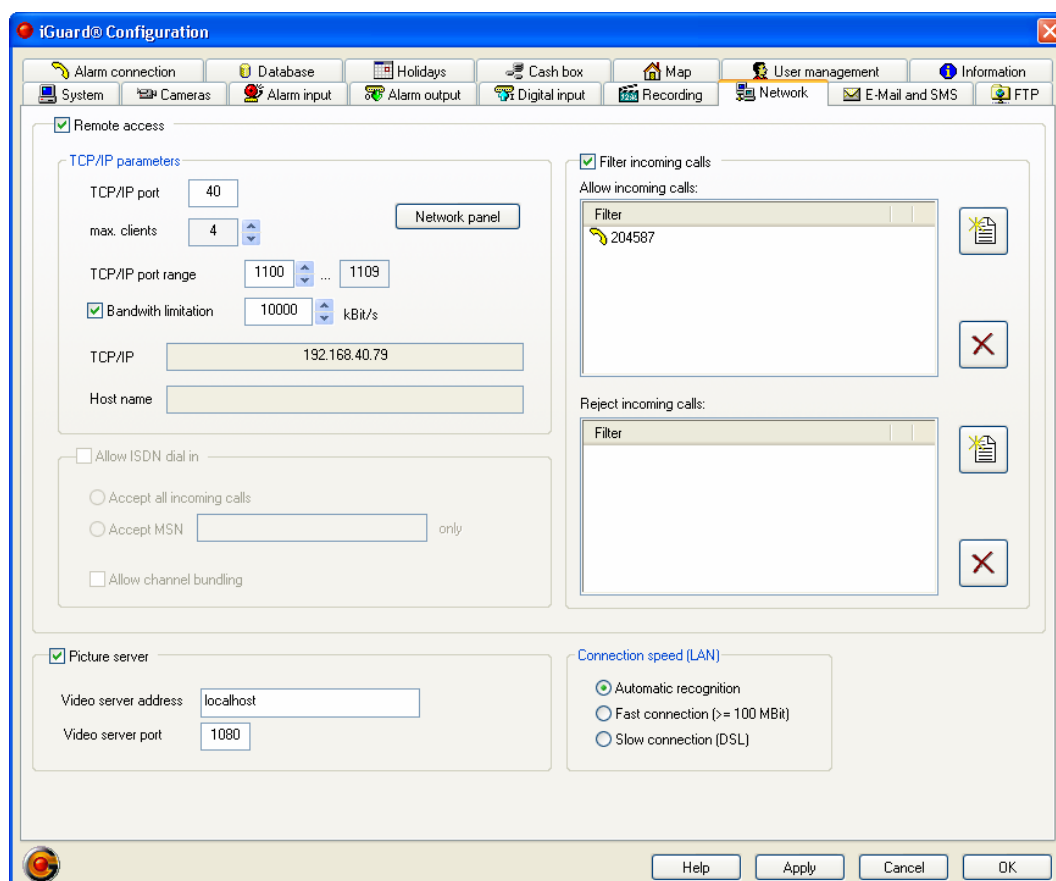 iGuard® Configuration
Alarm connection Database Holidays Cash box Map User management Information
System Cameras Alarm input Alarm output Digital input Recording Network E-Mail and SMS FTP
Remote access
TCP/IP parameters
TCP/IP port 40
Network panel
max. clients 4
TCP/IP port range 1100 ... 1109
Bandwith limitation 10000 kBit/s
TCP/IP 192.168.40.79
Host name
Allow ISDN dial in
Accept all incoming calls
Accept MSN only
Allow channel bundling
Filter incoming calls
Allow incoming calls:
Filter
204587
Reject incoming calls:
Filter
Picture server
Video server address localhost
Video server port 1080
Connection speed (LAN)
Automatic recognition
Fast connection (>= 100 MBit)
Slow connection (DSL)
Help Apply Cancel OK